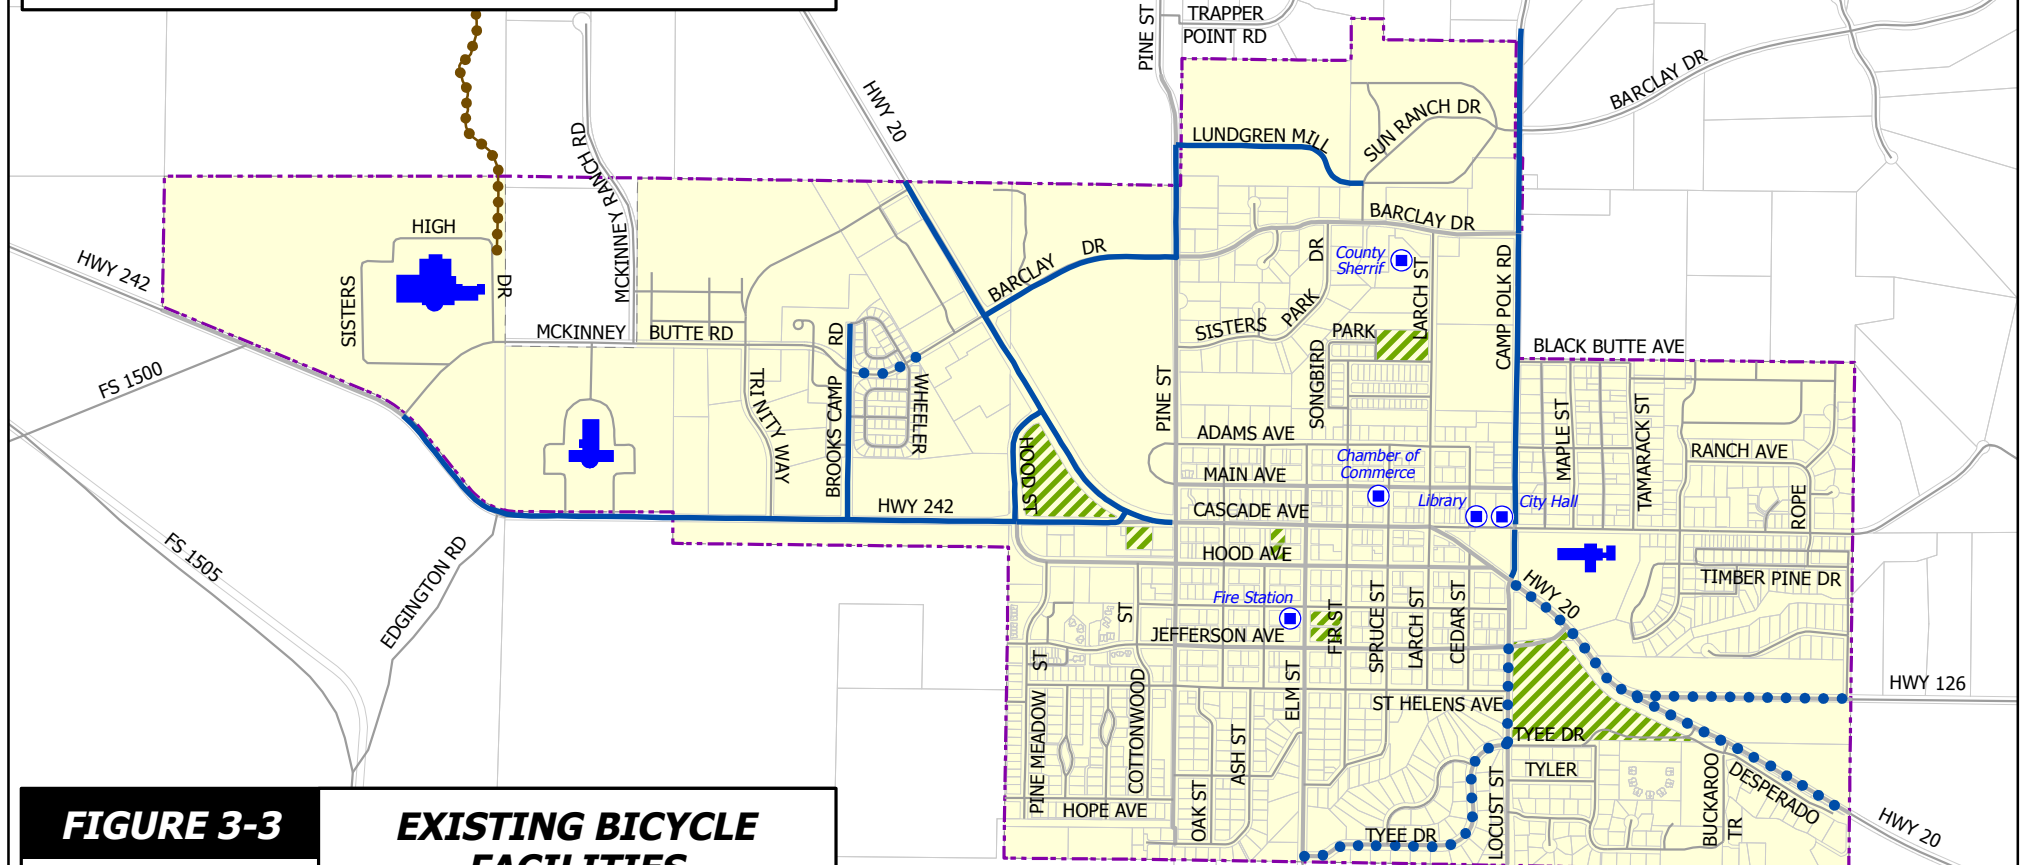 TRAPPER
POINT RD
PINE ST
HWY 20
BARCLAY DR
SUN RANCH DR
LUNDGREN MILL
MCKINNEY RANCH RD
BARCLAY DR
HIGH
DR
SISTERS
HWY 242
BARCLAY DR
County
Sherrif
LARCH ST
CAMP POLK RD
DR
PARK
SISTERS
MCKINNEY
BUTTE RD
RD
BROOKS CAMP
WHEELER
PARK
SONGBIRD
BLACK BUTTE AVE
FS 1500
TRINITY WAY
PINE ST
HOOD ST
ADAMS AVE
MAIN AVE
Chamber of
Commerce
Library
City Hall
CASCADE AVE
HWY 242
MAPLE ST
TAMARACK ST
RANCH AVE
ROPE
HOOD AVE
FS 1505
EDGINGTON RD
Fire Station
HWY 20
TIMBER PINE DR
ST
JEFFERSON AVE
FIR ST
SPRUCE ST
LARCH ST
CEDAR ST
ST
PINE MEADOW
COTTONWOOD
ELM ST
ST HELENS AVE
HWY 126
TYEE DR
ASH ST
OAK ST
HOPE AVE
TYLER
LOCUST ST
BUCKAROO
TR
DESPERADO
HWY 20
TYEE DR
FIGURE 3-3
EXISTING BICYCLE
FACILITIES